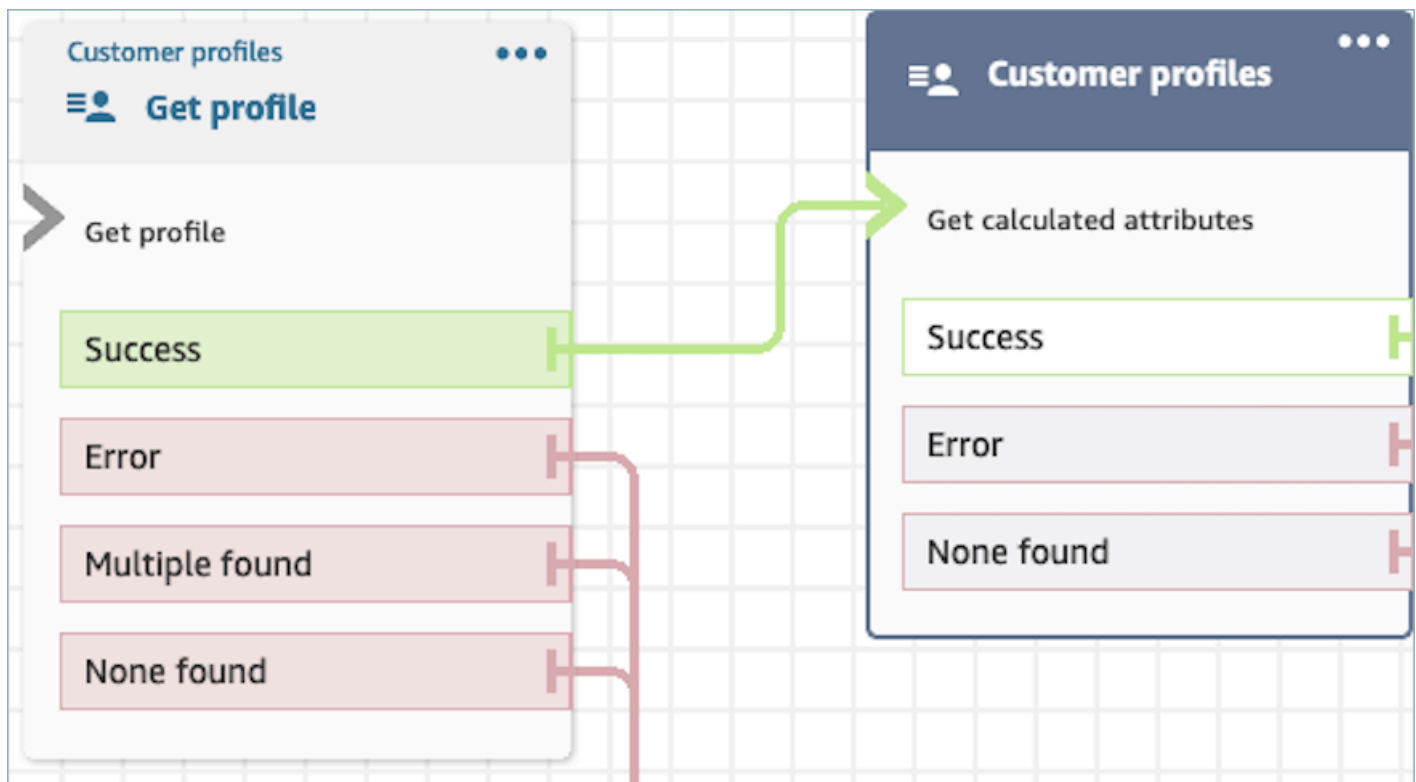 Customer profiles
Get profile
Get profile
Success
Error
Multiple found
None found
Customer profiles
Get calculated attributes
Success
Error
None found